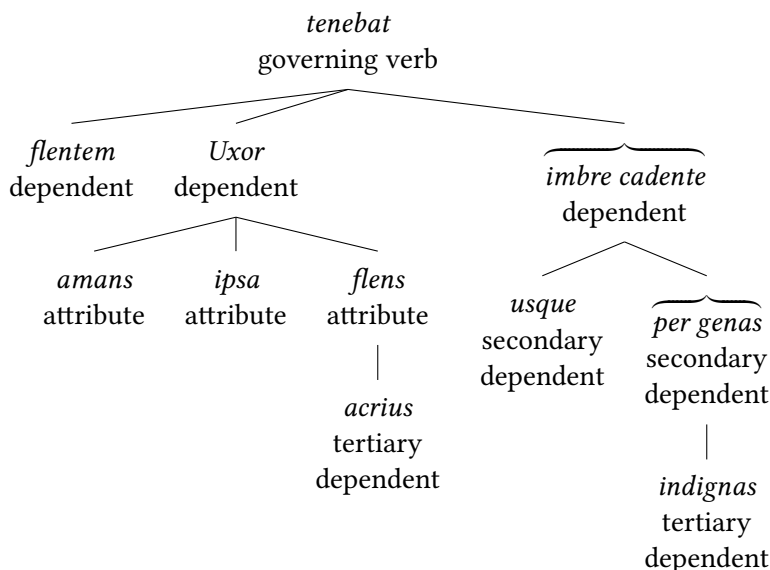 tenebat
governing verb
flentem
dependent
Uxor
dependent
imbre cadente
dependent
amans
attribute
ipsa
attribute
flens
attribute
usque
secondary
dependent
per genas
secondary
dependent
acrius
tertiary
dependent
indignas
tertiary
dependent